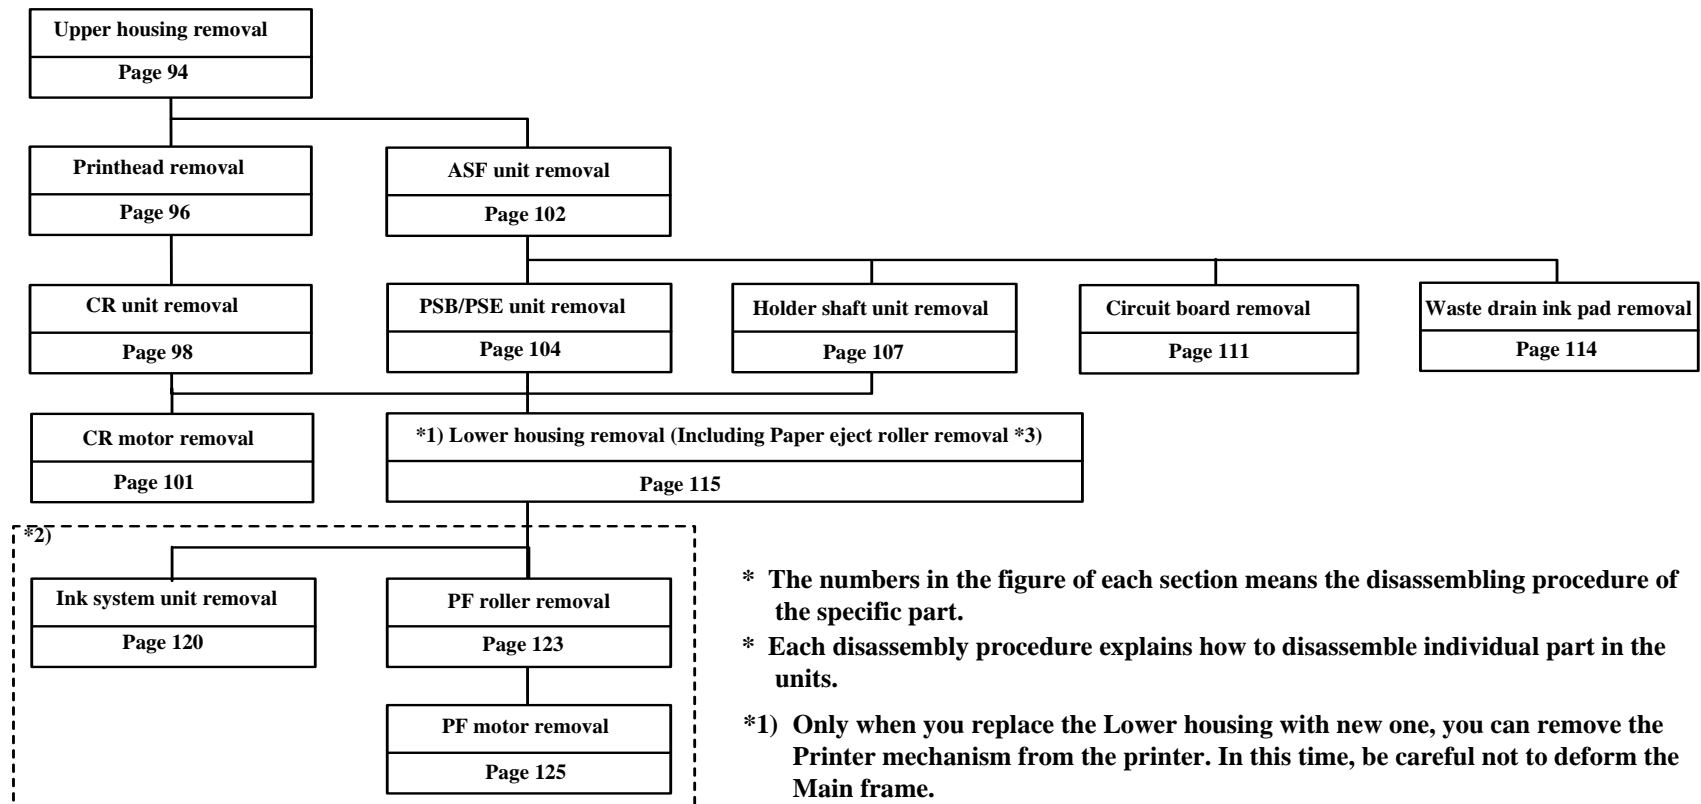 Upper housing removal
Page 94
Printhead removal
Page 96
ASF unit removal
Page 102
CR unit removal
Page 98
PSB/PSE unit removal
Page 104
Holder shaft unit removal
Page 107
Circuit board removal
Page 111
Waste drain ink pad removal
Page 114
CR motor removal
Page 101
*1) Lower housing removal (Including Paper eject roller removal *3)
Page 115
*2)
Ink system unit removal
Page 120
PF roller removal
Page 123
PF motor removal
Page 125
* The numbers in the figure of each section means the disassembling procedure of
the specific part.
* Each disassembly procedure explains how to disassemble individual part in the
units.
*1) Only when you replace the Lower housing with new one, you can remove the
Printer mechanism from the printer. In this time, be careful not to deform the
Main frame.